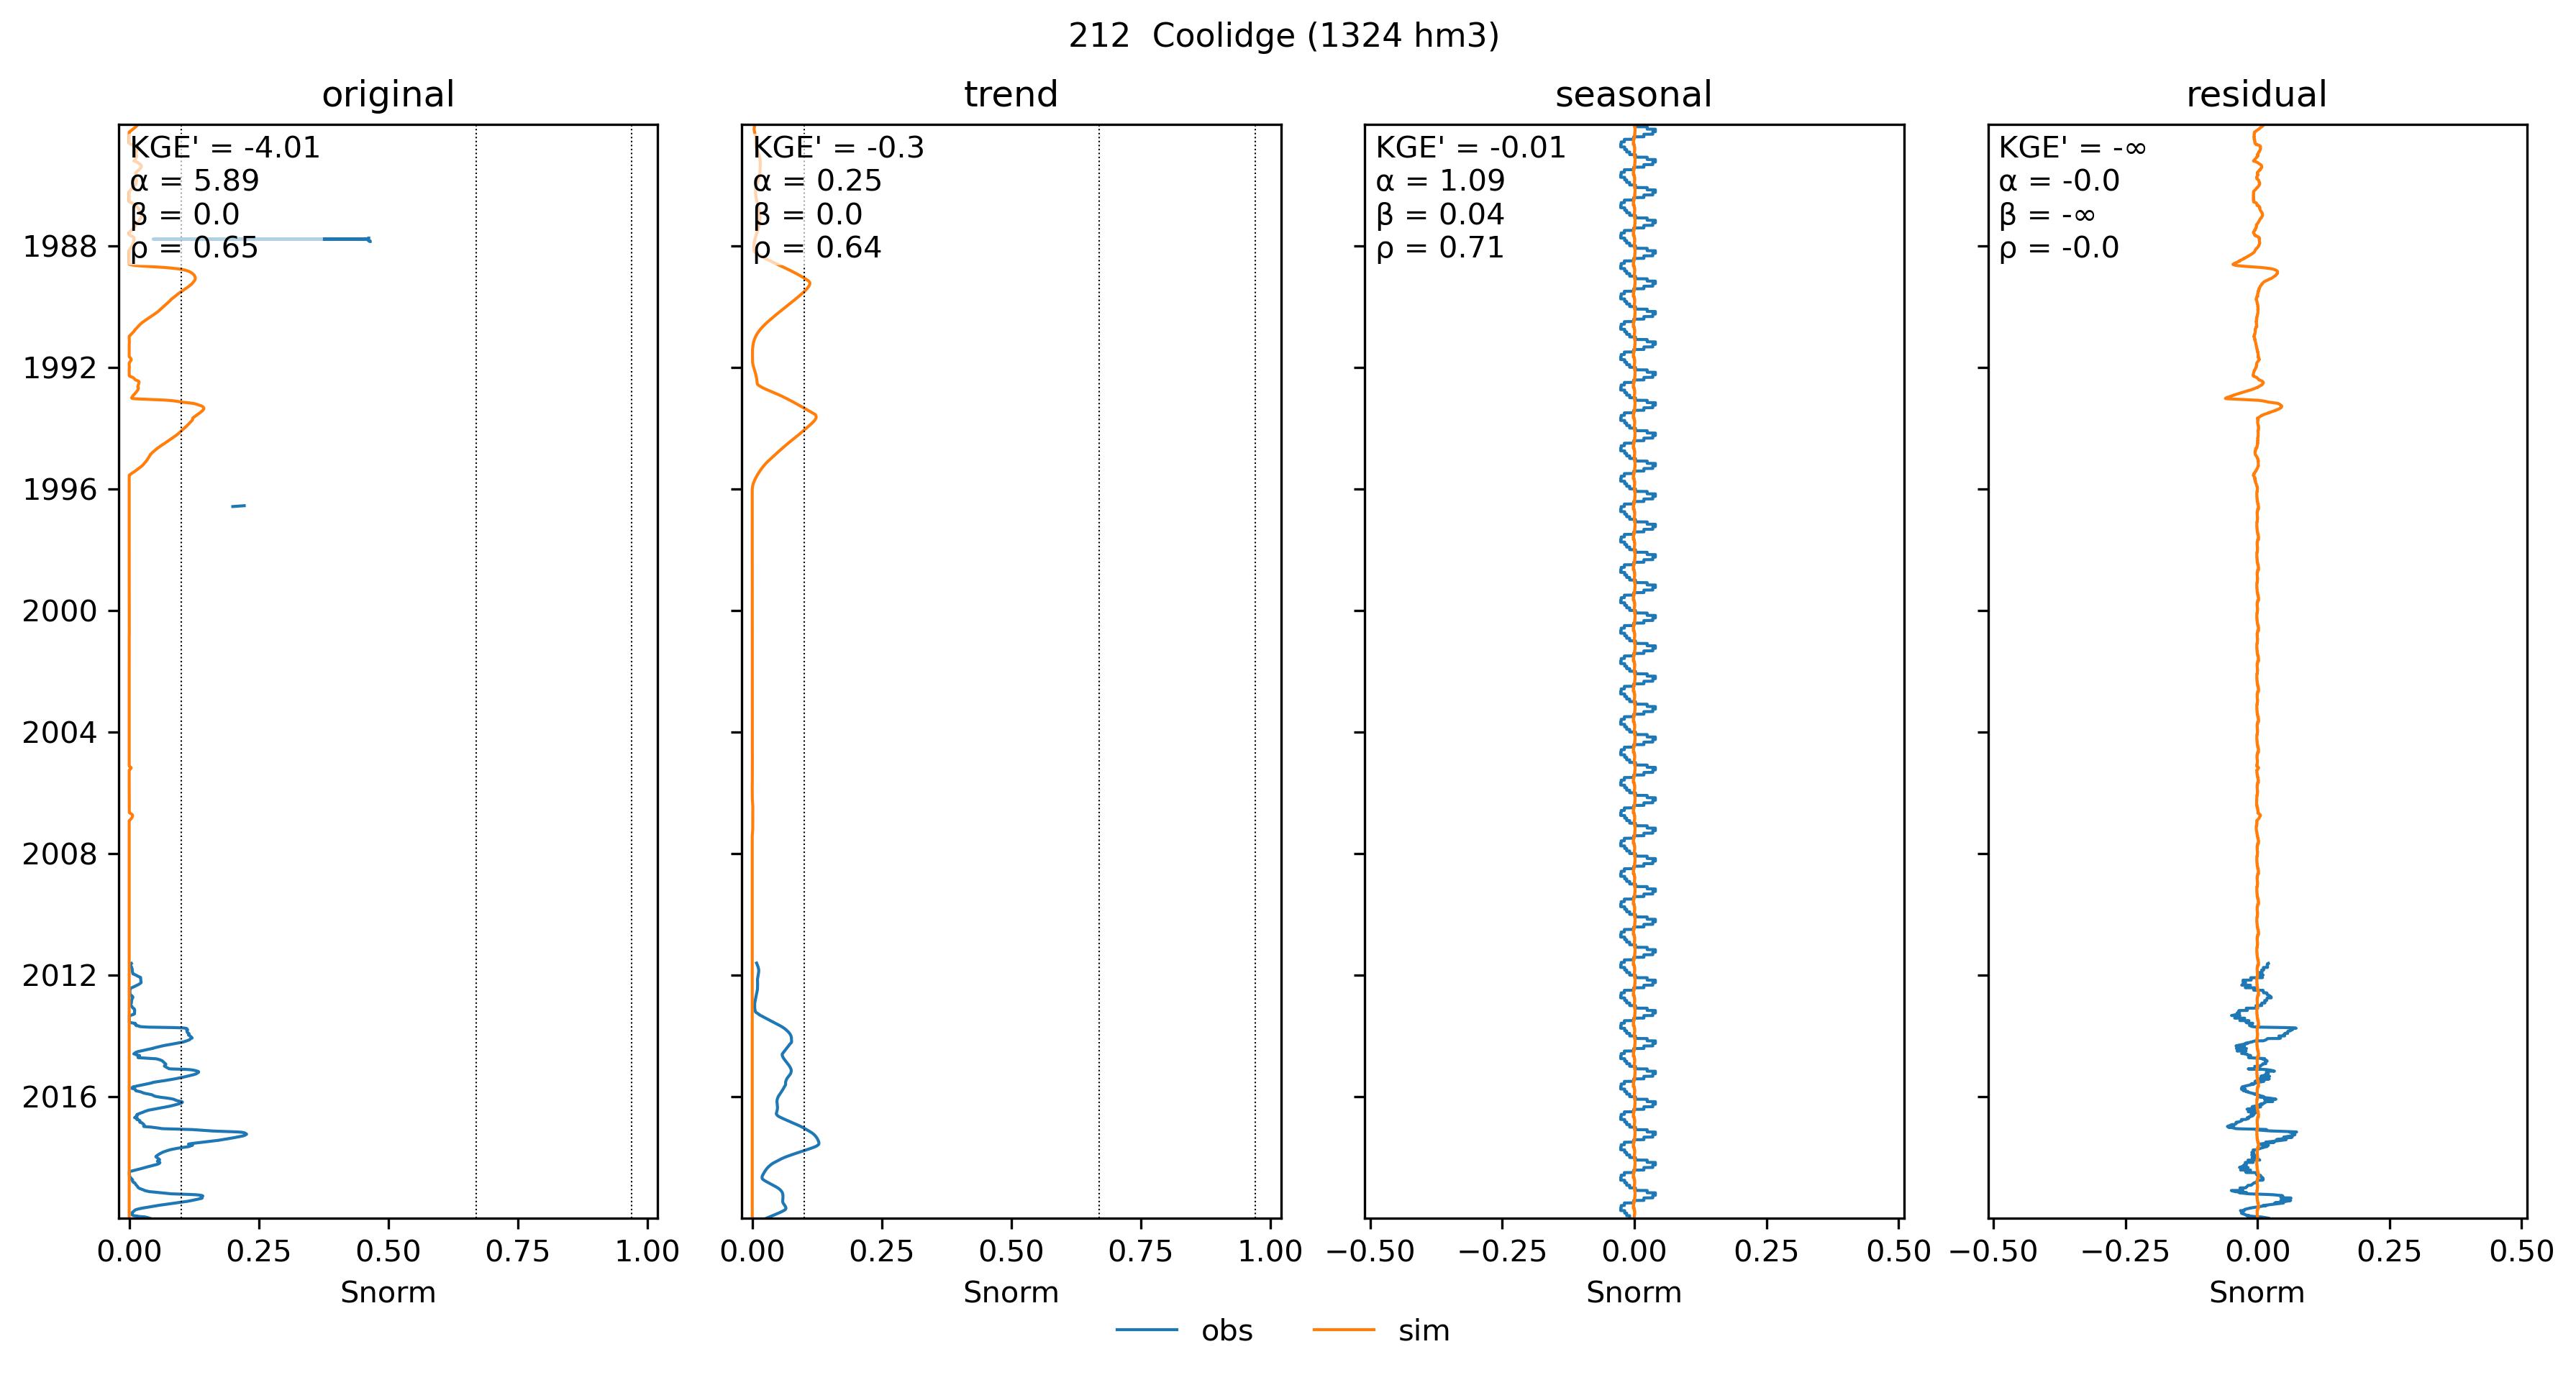 212  Coolidge (1324 hm3)
original
trend
seasonal
residual
KGE' = -4.01
α = 5.89
β = 0.0
ρ = 0.65
KGE' = -0.3
α = 0.25
β = 0.0
ρ = 0.64
KGE' = -0.01
α = 1.09
β = 0.04
ρ = 0.71
KGE' = -∞
α = -0.0
β = -∞
ρ = -0.0
1988
1992
1996
2000
2004
2008
2012
2016
0.00 0.25 0.50 0.75 1.00
0.00 0.25 0.50 0.75 1.00
−0.50 −0.25 0.00 0.25 0.50
−0.50 −0.25 0.00 0.25 0.50
Snorm
Snorm
Snorm
Snorm
obs
sim